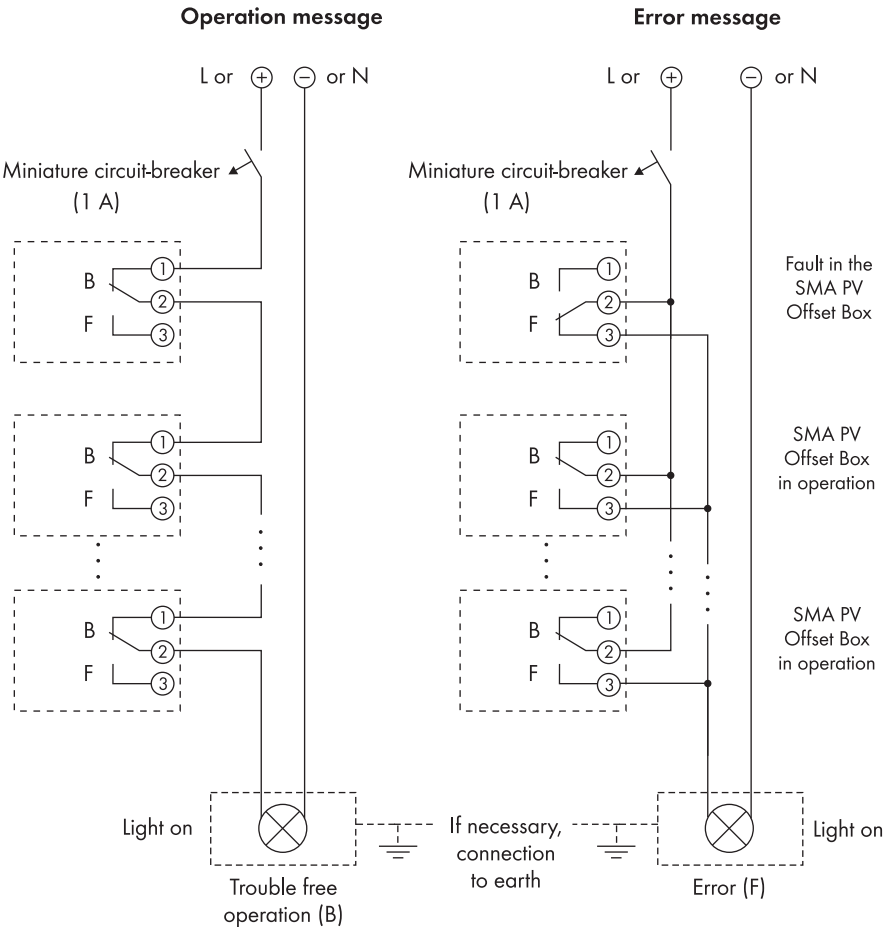 Operation message
Error message
L or + − or N
L or + − or N
Miniature circuit-breaker
(1 A)
Miniature circuit-breaker
(1 A)
B 1
2
F 3
B 1
2
F 3
Fault in the
SMA PV
Offset Box
B 1
2
F 3
B 1
2
F 3
SMA PV
Offset Box
in operation
B 1
2
F 3
B 1
2
F 3
SMA PV
Offset Box
in operation
Light on
If necessary,
connection
to earth
Light on
Trouble free
operation (B)
Error (F)